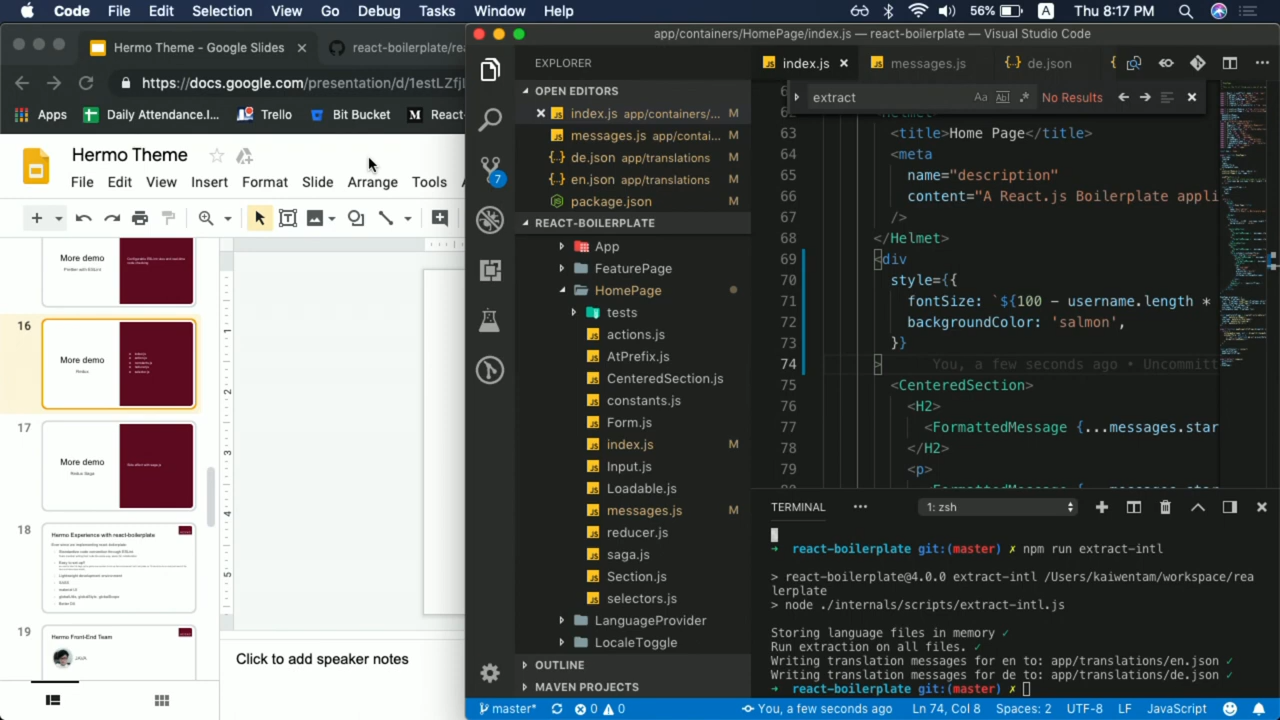 Code File Edit Selection View Go Debug Tasks Window Help
56% A Thu 8:17 PM
Hermo Theme - Google Slides
react-boilerplate/rea
https://docs.google.com/presentation/d/1estLZfjL
Apps Daily Attendance.I... Trello Bit Bucket React
Hermo Theme
File Edit View Insert Format Slide Arrange Tools
More demo
16
More demo
Redux
17
More demo
Redux Saga
18
Hermo Experience with react-boilerplate
19
Hermo Front-End Team
Click to add speaker notes
app/containers/HomePage/index.js — react-boilerplate — Visual Studio Code
EXPLORER
OPEN EDITORS
index.js app/containers/... M
messages.js app/contai... M
de.json app/translations M
en.json app/translations M
package.json M
REACT-BOILERPLATE
App
FeaturePage
HomePage
tests
actions.js
AtPrefix.js
CenteredSection.js
constants.js
Form.js
index.js M
Input.js
Loadable.js
messages.js M
reducer.js
saga.js
Section.js
selectors.js
LanguageProvider
LocaleToggle
OUTLINE
MAVEN PROJECTS
7
index.js messages.js {} de.json
extract No Results
63 <title>Home Page</title>
64 <meta
65 name="description"
66 content="A React.js Boilerplate appli
67 />
68 </Helmet>
69 <div
70 style={{
71 fontSize: `${100 - username.length *
72 backgroundColor: 'salmon',
73 }}
74 > You, a few seconds ago • Uncommitt
75 <CenteredSection>
76 <H2>
77 <FormattedMessage {...messages.star
78 </H2>
79 <p>
80 <FormattedMessage {...messages.star
TERMINAL ••• 1: zsh
➜ react-boilerplate git:(master) ✗ npm run extract-intl
> react-boilerplate@4.0.0 extract-intl /Users/kaiwentam/workspace/rea
ct-boilerplate
> node ./internals/scripts/extract-intl.js
Storing language files in memory ✓
Run extraction on all files. ✓
Writing translation messages for en to: app/translations/en.json ✓
Writing translation messages for de to: app/translations/de.json ✓
➜ react-boilerplate git:(master) ✗
master* 0 0 You, a few seconds ago Ln 74, Col 8 Spaces: 2 UTF-8 LF JavaScript